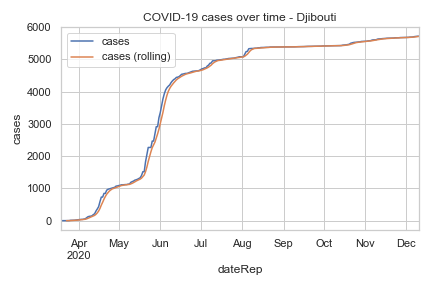 COVID-19 cases over time - Djibouti
cases
cases (rolling)
6000
5000
4000
3000
2000
1000
0
cases
Apr May Jun Jul Aug Sep Oct Nov Dec
2020
dateRep